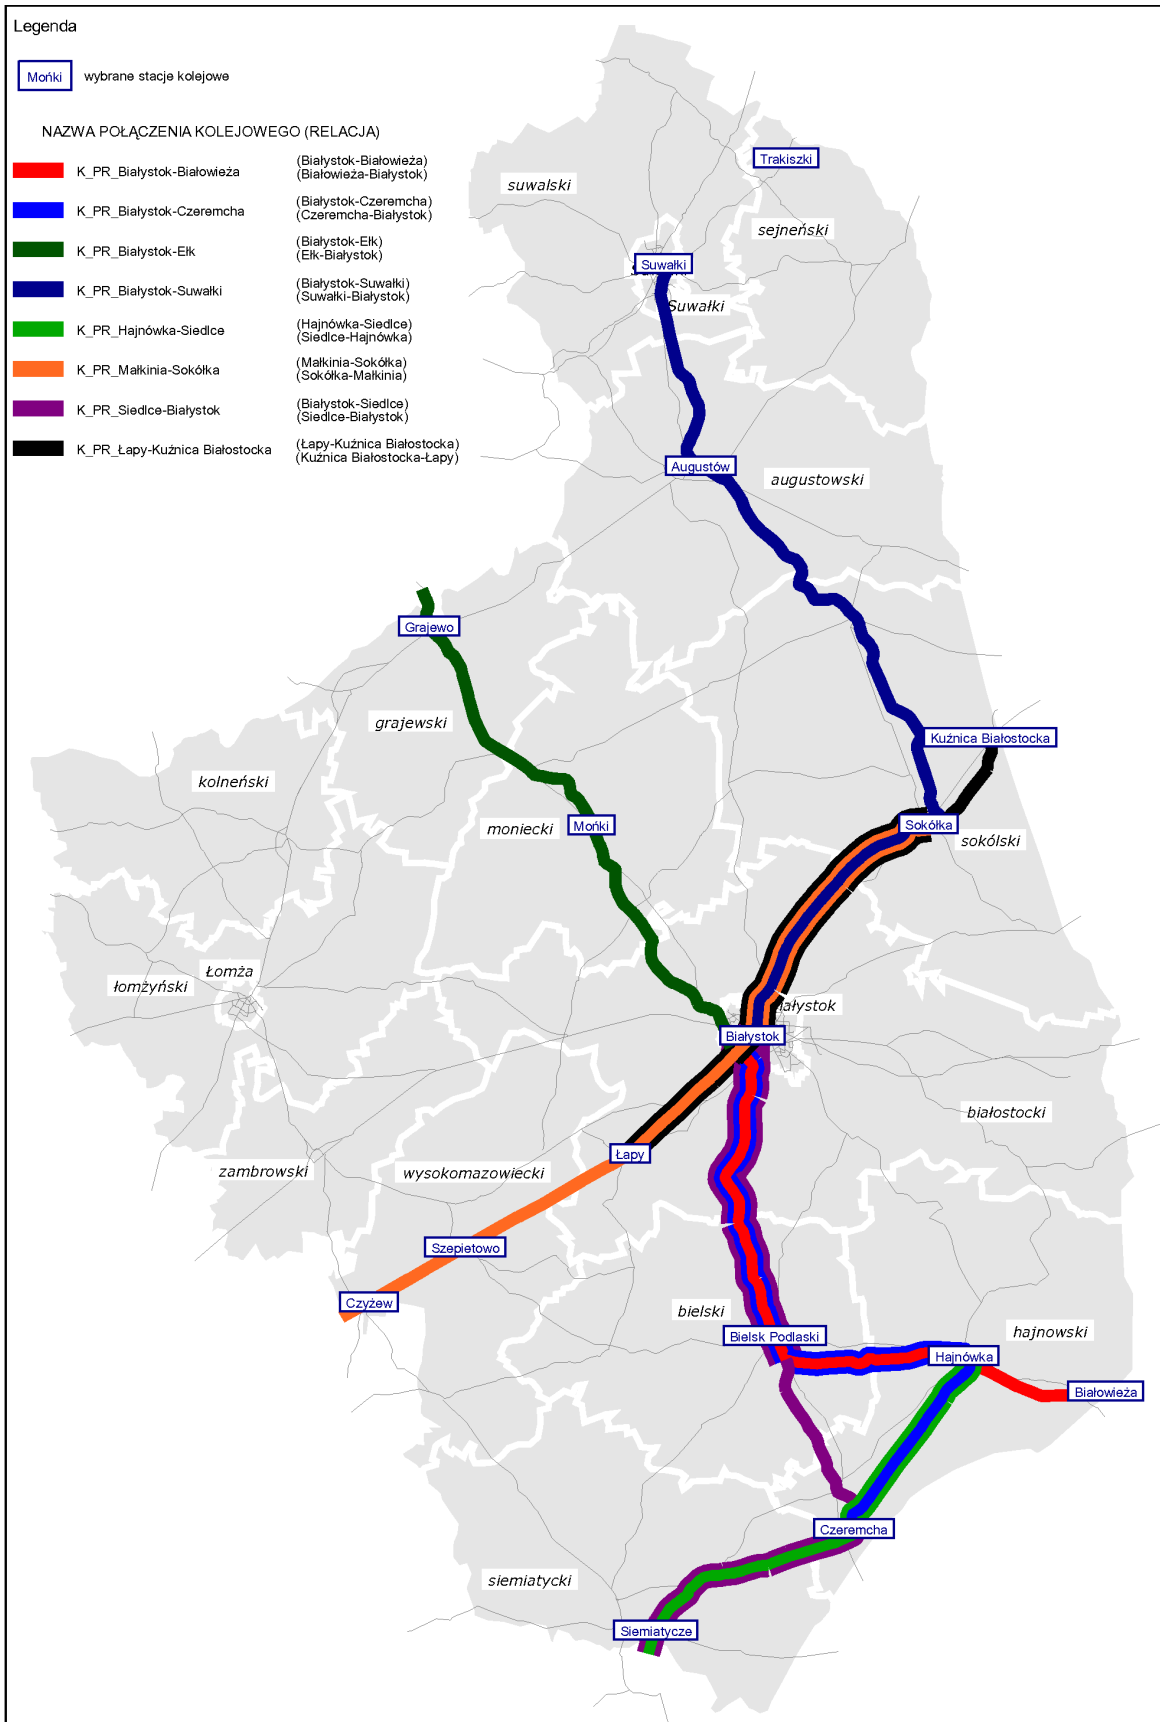 Legenda
Mońki wybrane stacje kolejowe
NAZWA POŁĄCZENIA KOLEJOWEGO (RELACJA)
K_PR_Białystok-Białowieża (Białystok-Białowieża)
(Białowieża-Białystok)
K_PR_Białystok-Czeremcha (Białystok-Czeremcha)
(Czeremcha-Białystok)
K_PR_Białystok-Ełk (Białystok-Ełk)
(Ełk-Białystok)
K_PR_Białystok-Suwałki (Białystok-Suwałki)
(Suwałki-Białystok)
K_PR_Hajnówka-Siedlce (Hajnówka-Siedlce)
(Siedlce-Hajnówka)
K_PR_Małkinia-Sokółka (Małkinia-Sokółka)
(Sokółka-Małkinia)
K_PR_Siedlce-Białystok (Białystok-Siedlce)
(Siedlce-Białystok)
K_PR_Łapy-Kuźnica Białostocka (Łapy-Kuźnica Białostocka)
(Kuźnica Białostocka-Łapy)
Trakiszki
suwalski
sejneński
Suwałki
Suwałki
Augustów
augustowski
Grajewo
grajewski
Kuźnica Białostocka
kolneński
Mońki
moniecki
Sokółka
sokólski
Łomża
łomżyński
iałystok
Białystok
białostocki
Łapy
zambrowski
wysokomazowiecki
Szepietowo
Czyżew
bielski
Bielsk Podlaski
hajnowski
Hajnówka
Białowieża
Czeremcha
siemiatycki
Siemiatycze